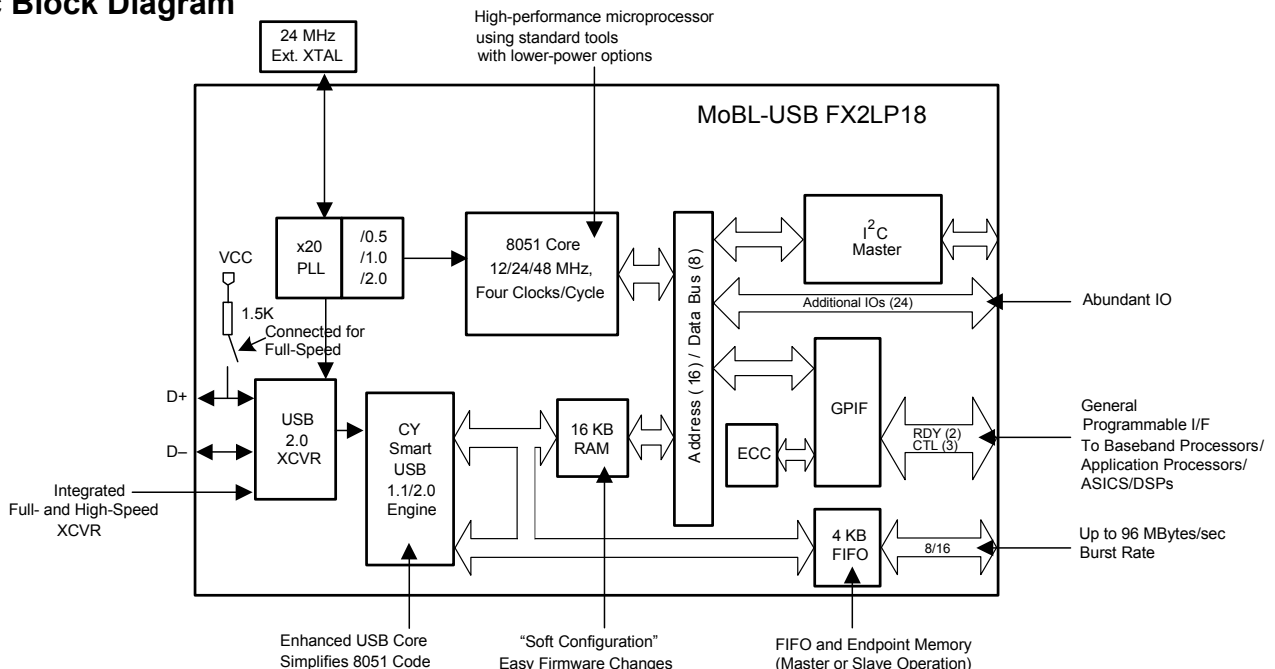 Block Diagram
24 MHz
Ext. XTAL
High-performance microprocessor
using standard tools
with lower-power options
MoBL-USB FX2LP18
x20
PLL
/0.5
/1.0
/2.0
8051 Core
12/24/48 MHz,
Four Clocks/Cycle
Address (16) / Data Bus (8)
I2C
Master
VCC
1.5K
Connected for
Full-Speed
Additional IOs (24)
Abundant IO
D+
D–
USB
2.0
XCVR
CY
Smart
USB
1.1/2.0
Engine
16 KB
RAM
ECC
GPIF
RDY (2)
CTL (3)
General
Programmable I/F
To Baseband Processors/
Application Processors/
ASICS/DSPs
Integrated
Full- and High-Speed
XCVR
4 KB
FIFO
8/16
Up to 96 MBytes/sec
Burst Rate
Enhanced USB Core
Simplifies 8051 Code
“Soft Configuration”
Easy Firmware Changes
FIFO and Endpoint Memory
(Master or Slave Operation)